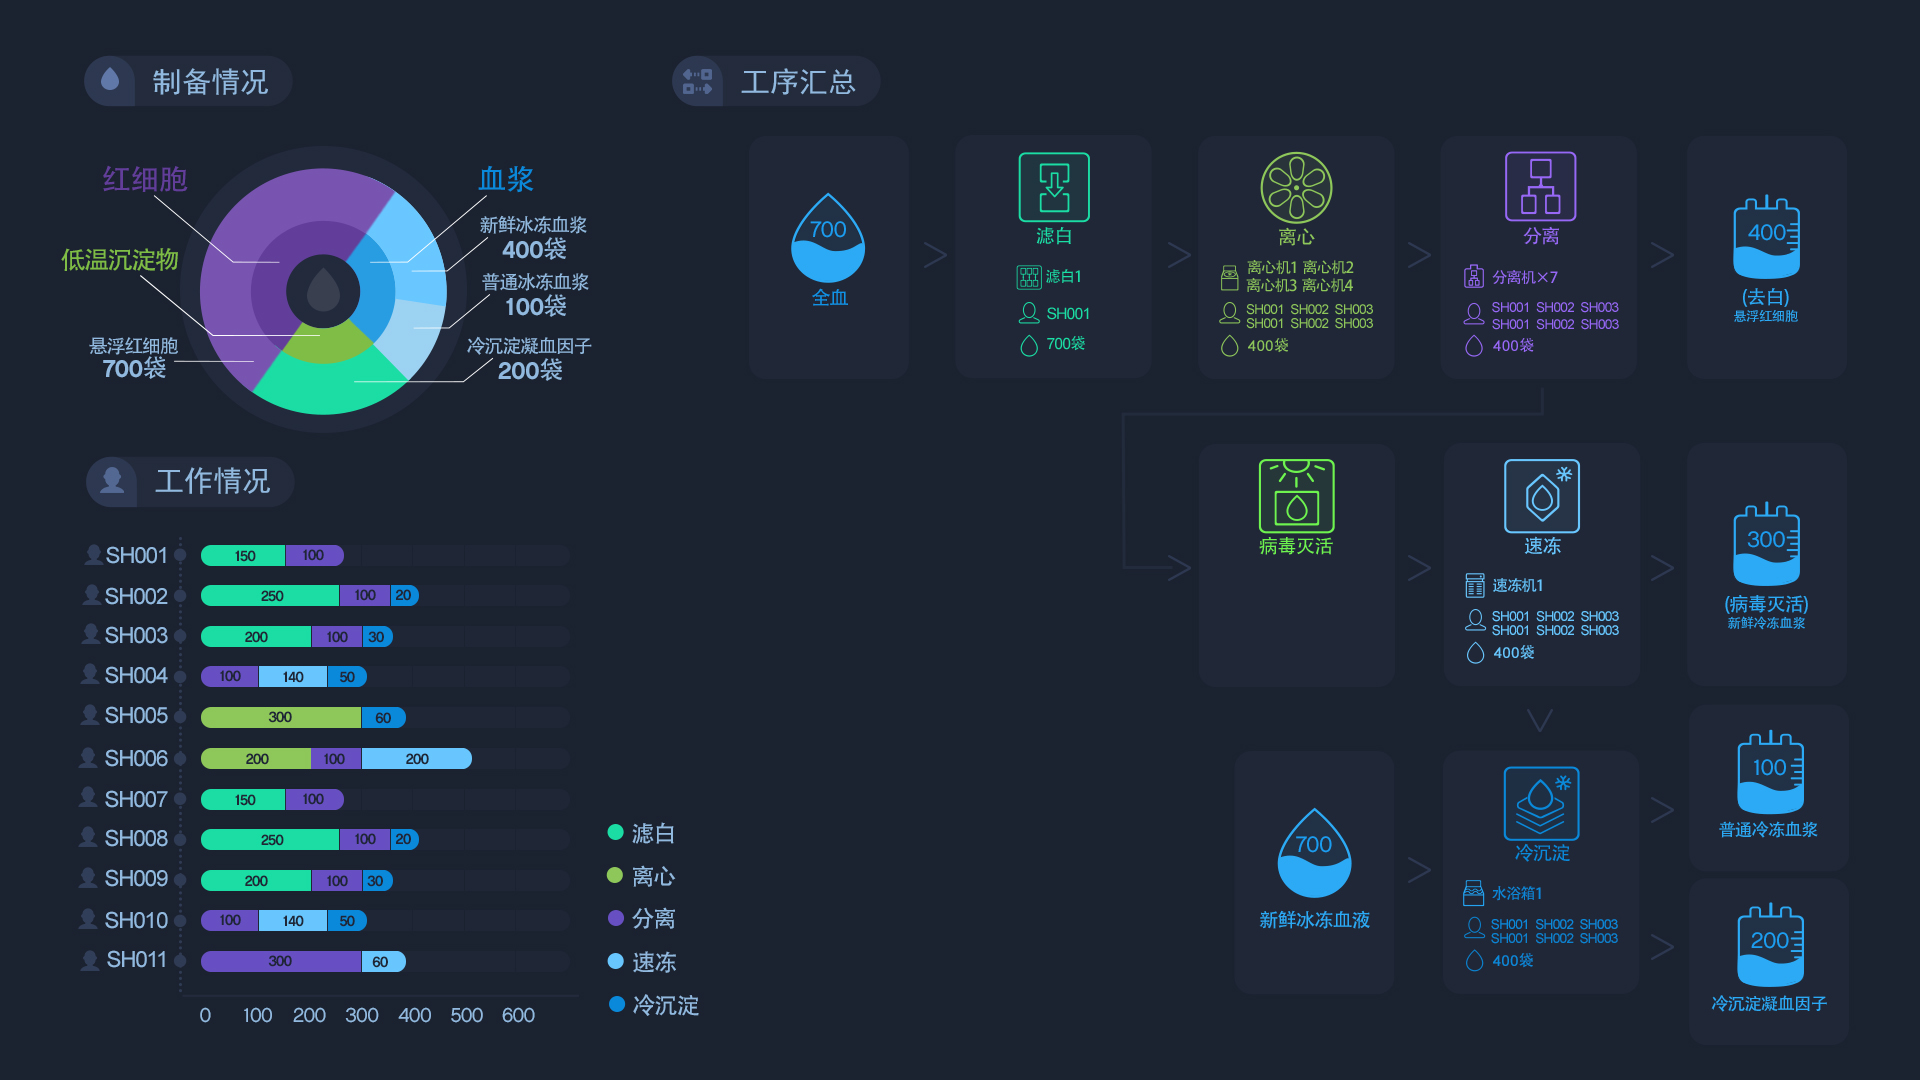 制备情况
红细胞
血浆
新鲜冰冻血浆
400袋
低温沉淀物
普通冰冻血浆
100袋
悬浮红细胞
700袋
冷沉淀凝血因子
200袋
工作情况
SH001 150 100
SH002 250 100 20
SH003 200 100 30
SH004 100 140 50
SH005 300 60
SH006 200 100 200
SH007 150 100
SH008 250 100 20
SH009 200 100 30
SH010 100 140 50
SH011 300 60
0 100 200 300 400 500 600
滤白
离心
分离
速冻
冷沉淀
工序汇总
700
全血
滤白
滤白1
SH001
700袋
离心
离心机1 离心机2
离心机3 离心机4
SH001 SH002 SH003
SH001 SH002 SH003
400袋
分离
分离机×7
SH001 SH002 SH003
SH001 SH002 SH003
400袋
400
(去白)
悬浮红细胞
病毒灭活
速冻
速冻机1
SH001 SH002 SH003
SH001 SH002 SH003
400袋
300
(病毒灭活)
新鲜冷冻血浆
700
新鲜冰冻血液
冷沉淀
水浴箱1
SH001 SH002 SH003
SH001 SH002 SH003
400袋
100
普通冷冻血浆
200
冷沉淀凝血因子